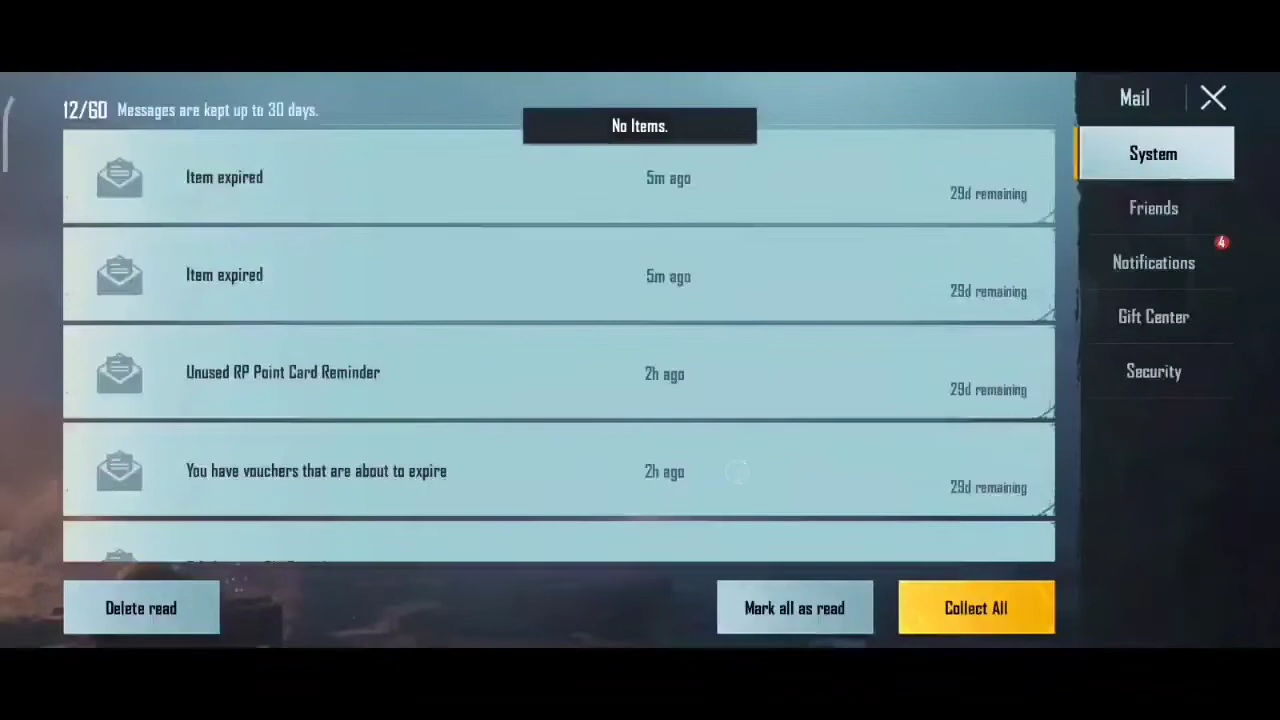 12/60 Messages are kept up to 30 days.
No Items.
Mail
Item expired 5m ago 29d remaining
Item expired 5m ago 29d remaining
Unused RP Point Card Reminder 2h ago 29d remaining
You have vouchers that are about to expire 2h ago 29d remaining
Delete read
Mark all as read
Collect All
System
Friends
4
Notifications
Gift Center
Security